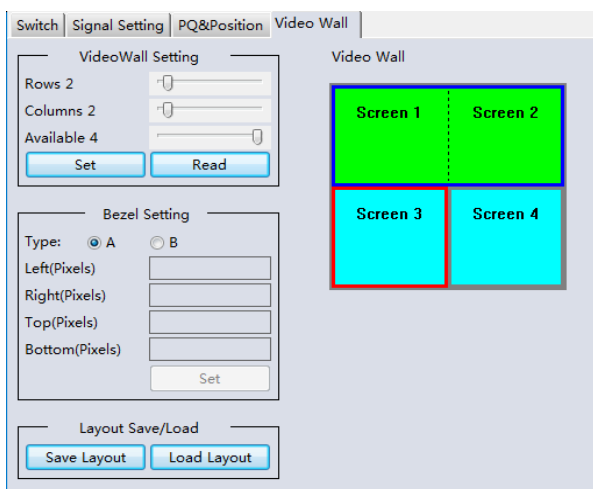 Switch Signal Setting PQ&Position Video Wall
VideoWall Setting
Rows 2
Columns 2
Available 4
Set Read
Bezel Setting
Type: A B
Left(Pixels)
Right(Pixels)
Top(Pixels)
Bottom(Pixels)
Set
Layout Save/Load
Save Layout Load Layout
Video Wall
Screen 1 Screen 2
Screen 3 Screen 4